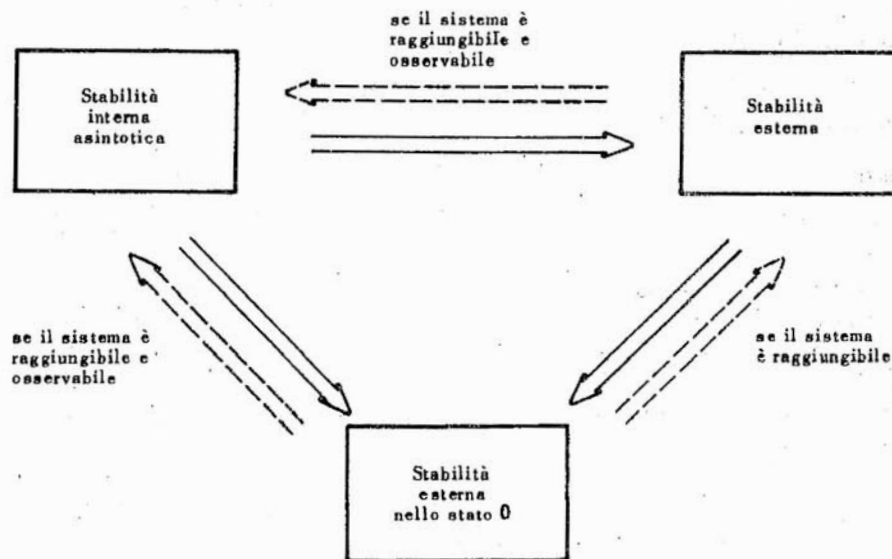 se il sistema è
raggiungibile e
osservabile
Stabilità
interna
asintotica
Stabilità
esterna
se il sistema è
raggiungibile e
osservabile
se il sistema
è raggiungibile
Stabilità
esterna
nello stato 0